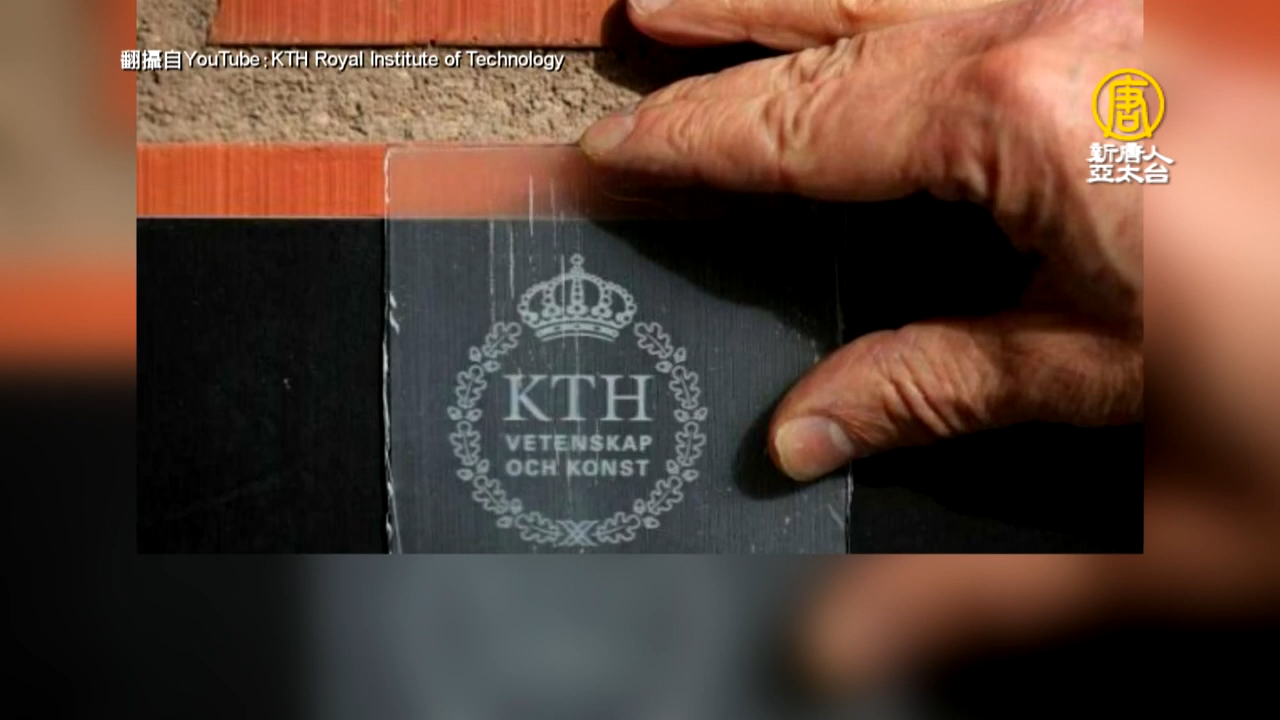 翻攝自YouTube:KTH Royal Institute of Technology
唐
新唐人
亞太台
KTH
VETENSKAP
OCH KONST